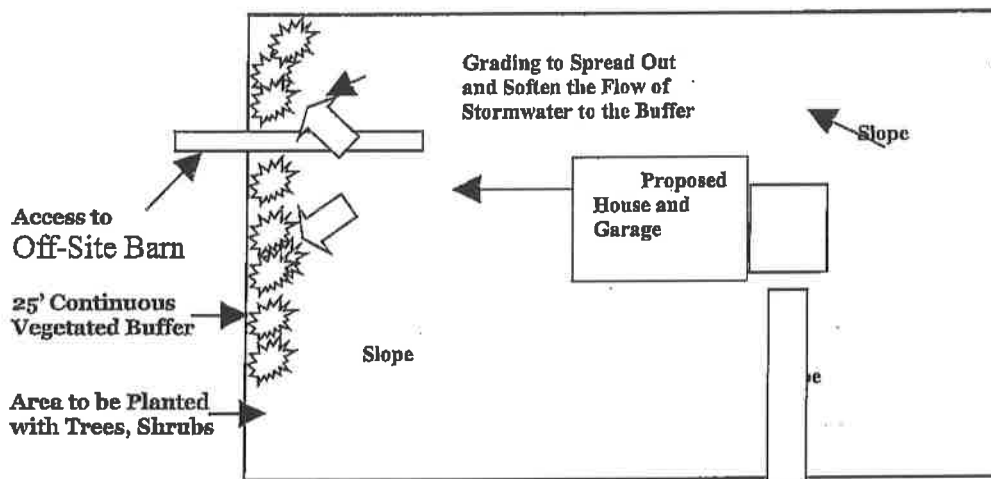 Grading to Spread Out
and Soften the Flow of
Stormwater to the Buffer
Slope
Proposed
House and
Garage
Access to
Off-Site Barn
25' Continuous
Vegetated Buffer
Slope
Area to be Planted
with Trees, Shrubs